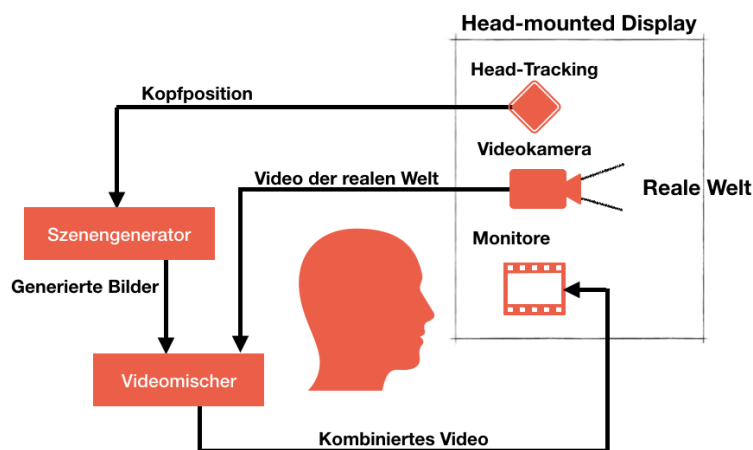 Head-mounted Display
Head-Tracking
Kopfposition
Videokamera
Video der realen Welt
Reale Welt
Szenengenerator
Monitore
Generierte Bilder
Videomischer
Kombiniertes Video